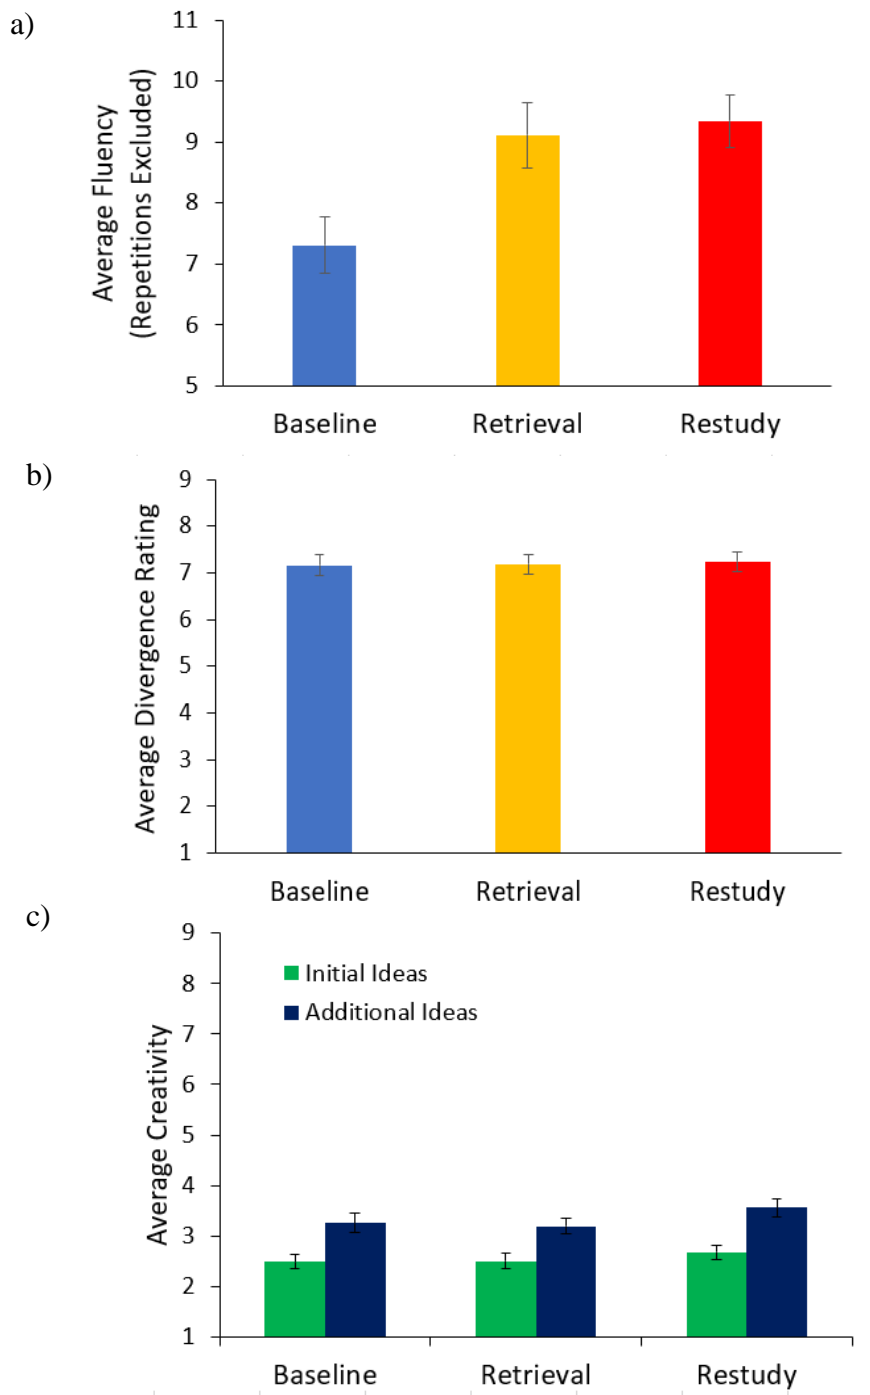 a)
Average Fluency
(Repetitions Excluded)
11
10
9
8
7
6
5
Baseline Retrieval Restudy
b)
Average Divergence Rating
9
8
7
6
5
4
3
2
1
Baseline Retrieval Restudy
c)
Average Creativity
9
8
7
6
5
4
3
2
1
Initial Ideas
Additional Ideas
Baseline Retrieval Restudy